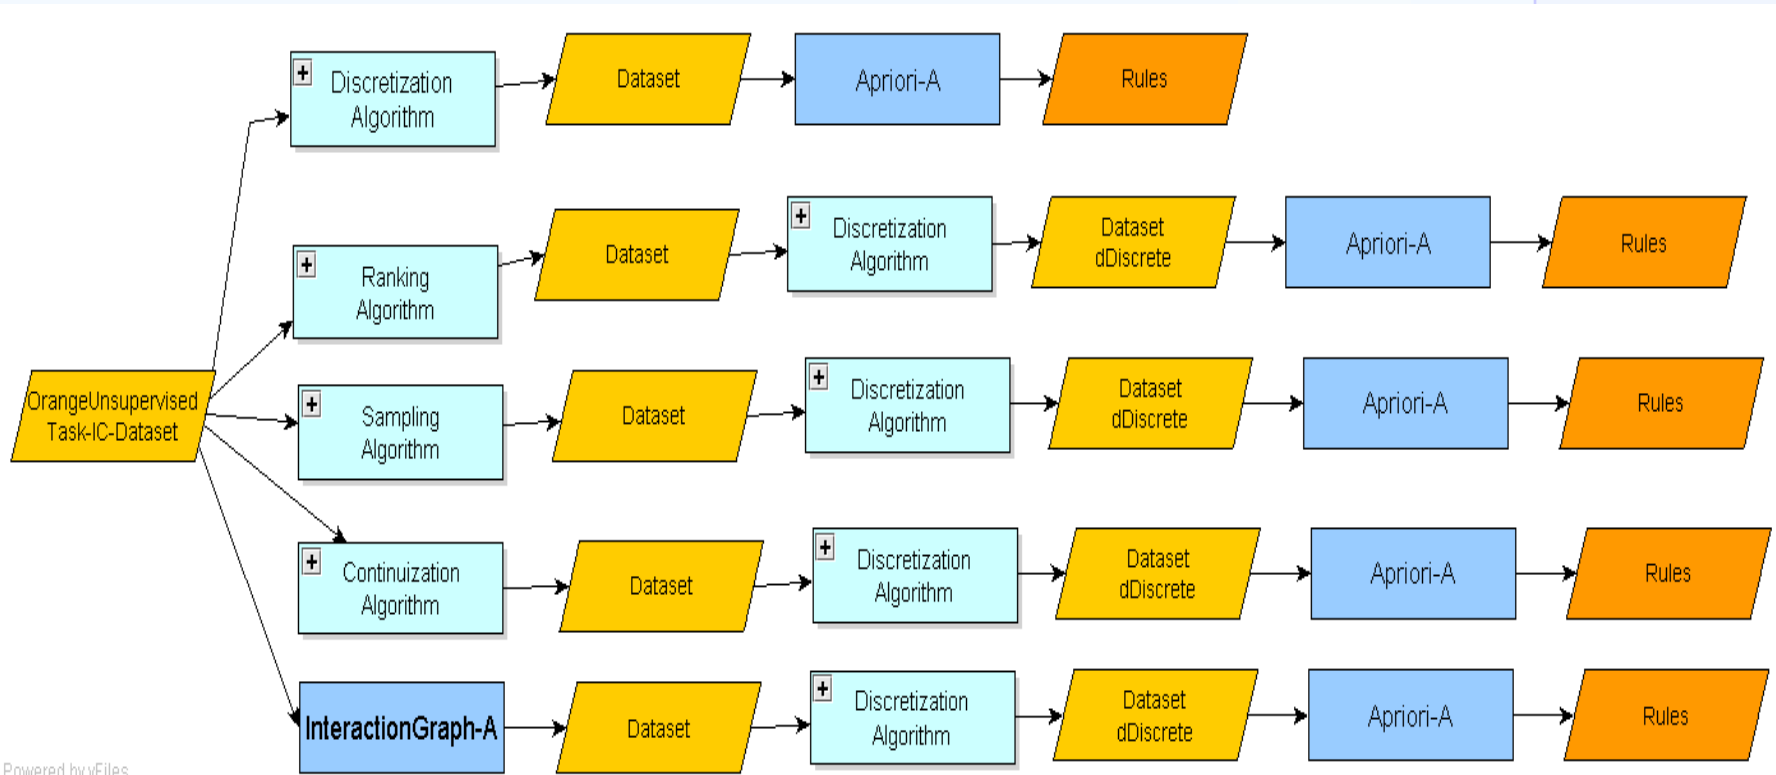 Discretization
Algorithm
Dataset
Apriori-A
Rules
Ranking
Algorithm
Dataset
Discretization
Algorithm
Dataset
dDiscrete
Apriori-A
Rules
OrangeUnsupervised
Task-IC-Dataset
Sampling
Algorithm
Dataset
Discretization
Algorithm
Dataset
dDiscrete
Apriori-A
Rules
Continuization
Algorithm
Dataset
Discretization
Algorithm
Dataset
dDiscrete
Apriori-A
Rules
InteractionGraph-A
Dataset
Discretization
Algorithm
Dataset
dDiscrete
Apriori-A
Rules
Powered by yFiles